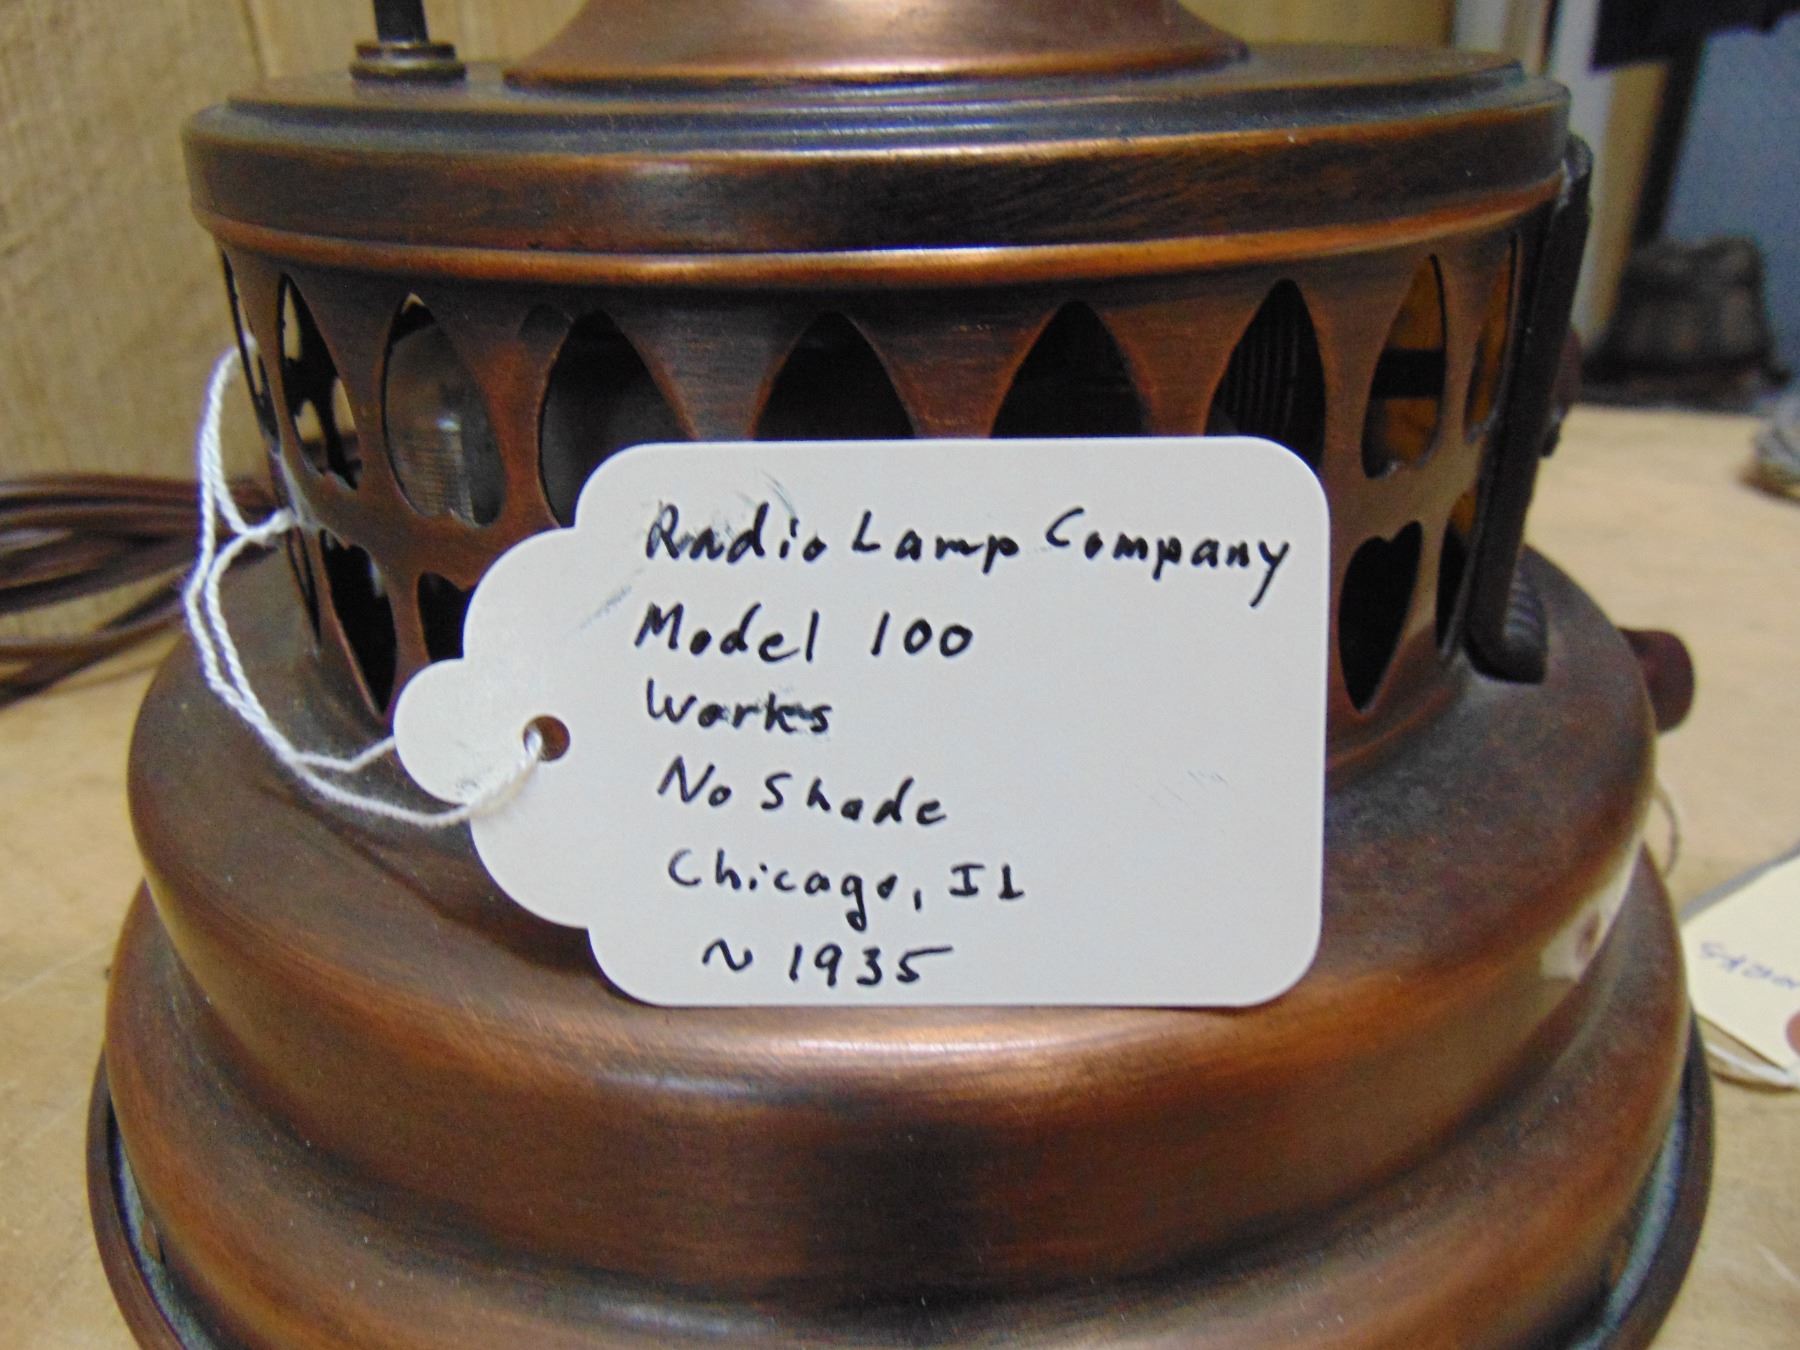 Radio Lamp Company
Model 100
Works
No Shade
Chicago, IL
~ 1935